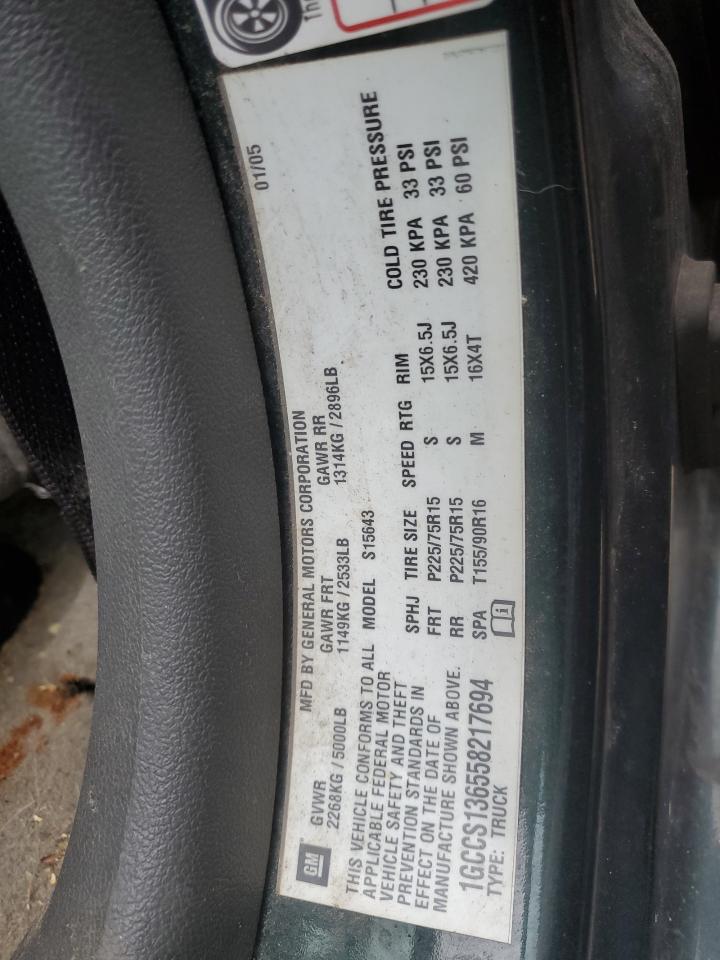 The
01/05
GM
MFD BY GENERAL MOTORS CORPORATION
GVWR GAWR FRT GAWR RR
2268KG / 5000LB 1149KG / 2533LB 1314KG / 2896LB
THIS VEHICLE CONFORMS TO ALL
APPLICABLE FEDERAL MOTOR
VEHICLE SAFETY AND THEFT
PREVENTION STANDARDS IN
EFFECT ON THE DATE OF
MANUFACTURE SHOWN ABOVE.
1GCCS136558217694
TYPE: TRUCK
MODEL S15643
SPHJ TIRE SIZE SPEED RTG RIM COLD TIRE PRESSURE
FRT P225/75R15 S 15X6.5J 230 KPA 33 PSI
RR P225/75R15 S 15X6.5J 230 KPA 33 PSI
SPA T155/90R16 M 16X4T 420 KPA 60 PSI